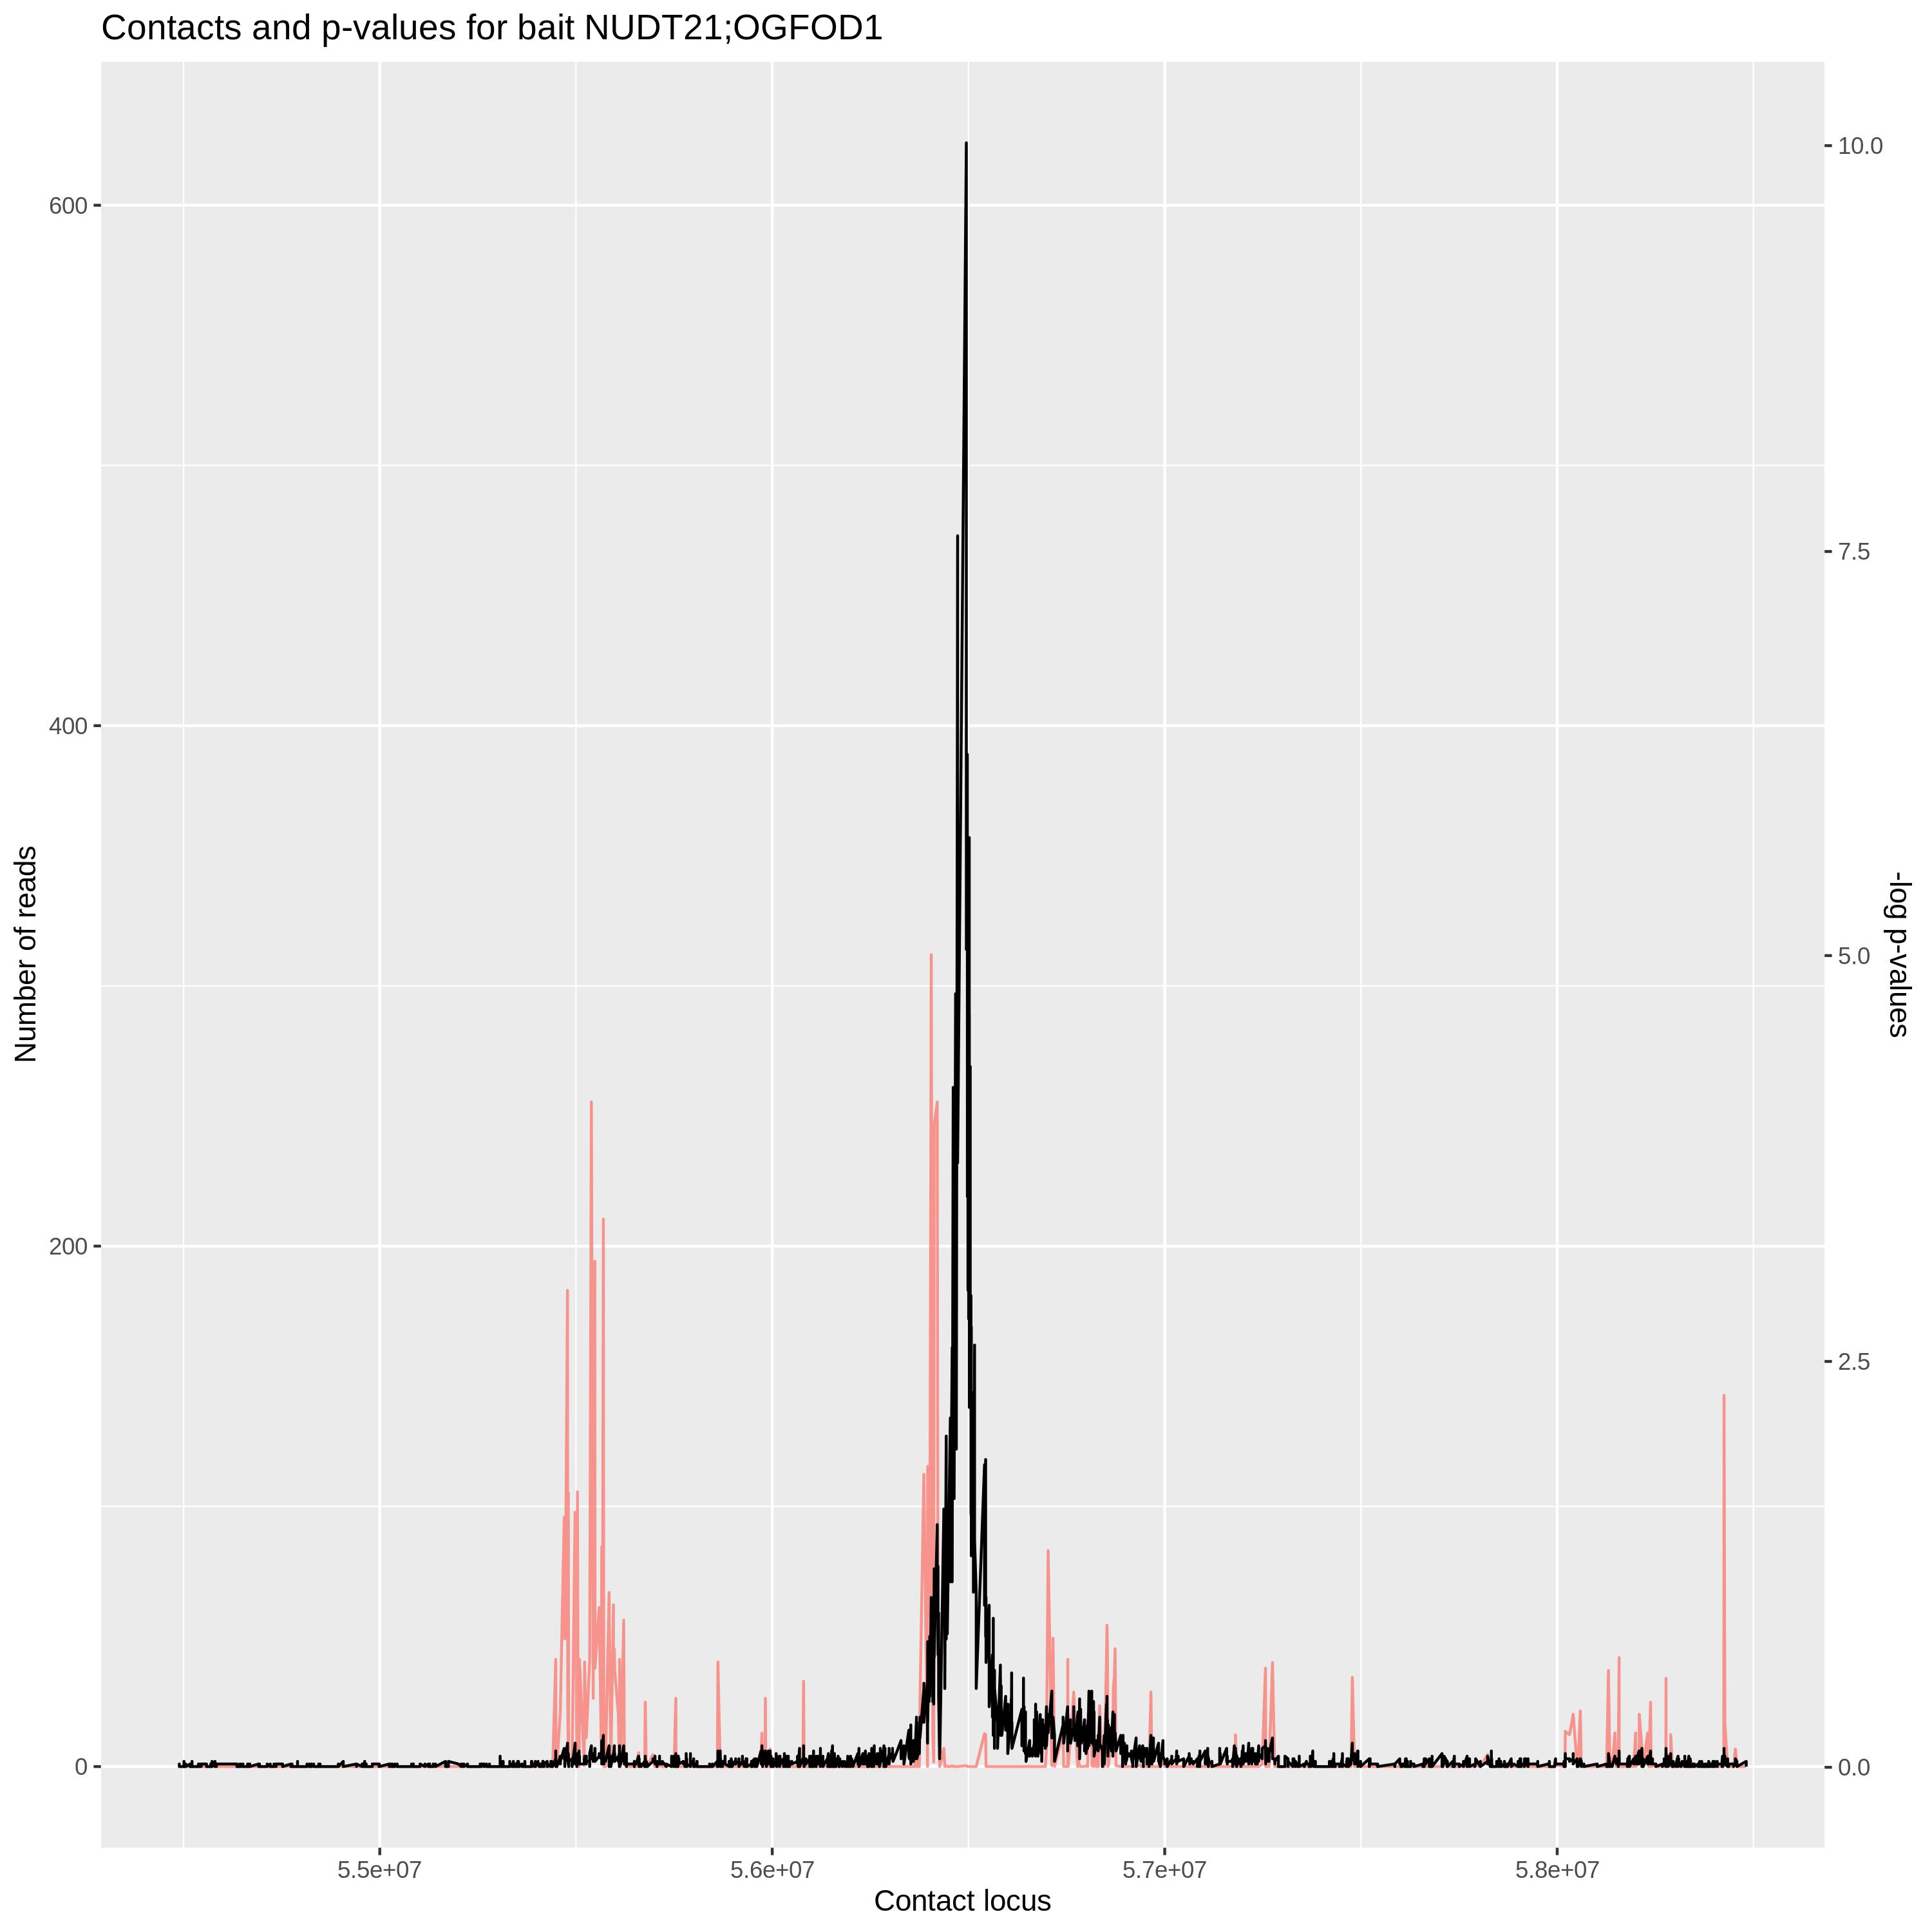 Contacts and p-values for bait NUDT21;OGFOD1
600
400
200
0
Number of reads
10.0
7.5
5.0
2.5
0.0
-log p-values
5.5e+07
5.6e+07
5.7e+07
5.8e+07
Contact locus